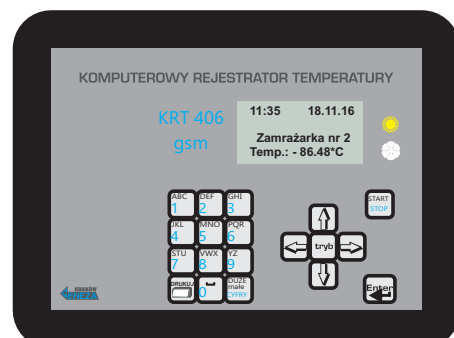 KOMPUTEROWY REJESTRATOR TEMPERATURY
KRT 406
gsm
11:35 18.11.16
Zamrażarka nr 2
Temp.: - 86.48*C
ABC DEF GHI
1 2 3
JKL MNO PQR
4 5 6
STU VWX YZ
7 8 9
DRUKUJ
0
DUŻE
małe
CYFRY
tryb
START
STOP
Enter
KRAKÓW
GENEZA